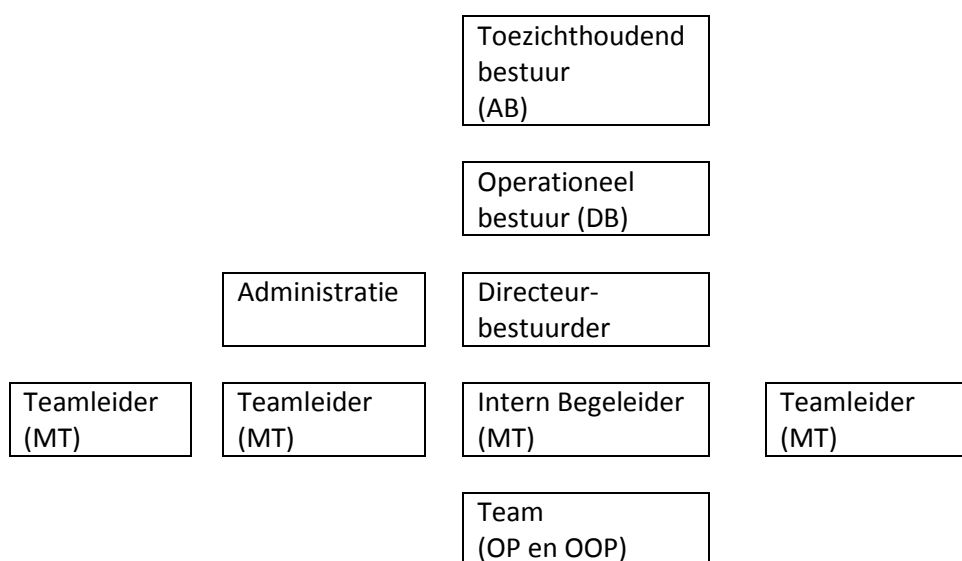 Toezichthoudend
bestuur
(AB)
Operationeel
bestuur (DB)
Administratie
Directeur-
bestuurder
Teamleider
(MT)
Teamleider
(MT)
Intern Begeleider
(MT)
Teamleider
(MT)
Team
(OP en OOP)